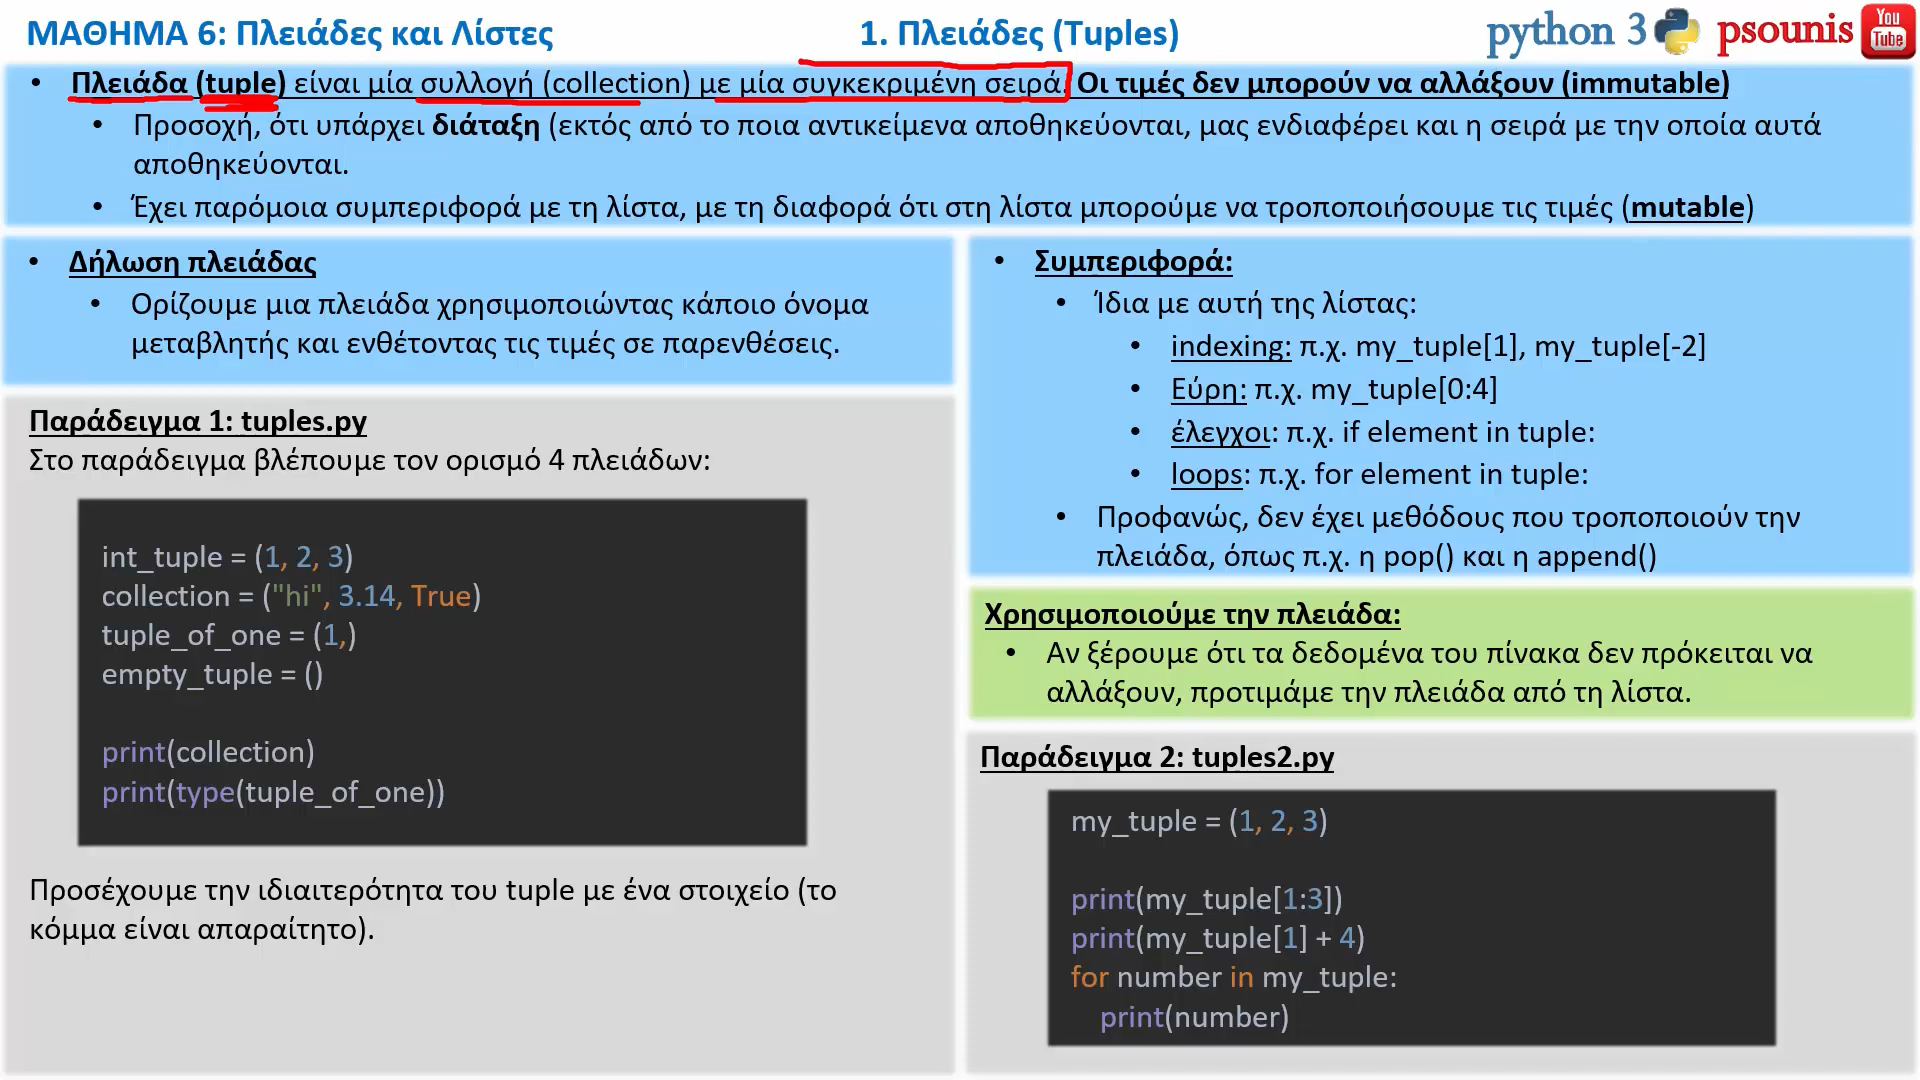 ΜΑΘΗΜΑ 6: Πλειάδες και Λίστες
1. Πλειάδες (Tuples)
python 3
psounis
You
Tube
• Πλειάδα (tuple) είναι μία συλλογή (collection) με μία συγκεκριμένη σειρά. Οι τιμές δεν μπορούν να αλλάξουν (immutable)
• Προσοχή, ότι υπάρχει διάταξη (εκτός από το ποια αντικείμενα αποθηκεύονται, μας ενδιαφέρει και η σειρά με την οποία αυτά
αποθηκεύονται.
• Έχει παρόμοια συμπεριφορά με τη λίστα, με τη διαφορά ότι στη λίστα μπορούμε να τροποποιήσουμε τις τιμές (mutable)
• Δήλωση πλειάδας
• Ορίζουμε μια πλειάδα χρησιμοποιώντας κάποιο όνομα
μεταβλητής και ενθέτοντας τις τιμές σε παρενθέσεις.
Παράδειγμα 1: tuples.py
Στο παράδειγμα βλέπουμε τον ορισμό 4 πλειάδων:
int_tuple = (1, 2, 3)
collection = ("hi", 3.14, True)
tuple_of_one = (1,)
empty_tuple = ()
print(collection)
print(type(tuple_of_one))
Προσέχουμε την ιδιαιτερότητα του tuple με ένα στοιχείο (το
κόμμα είναι απαραίτητο).
• Συμπεριφορά:
• Ίδια με αυτή της λίστας:
• indexing: π.χ. my_tuple[1], my_tuple[-2]
• Εύρη: π.χ. my_tuple[0:4]
• έλεγχοι: π.χ. if element in tuple:
• loops: π.χ. for element in tuple:
• Προφανώς, δεν έχει μεθόδους που τροποποιούν την
πλειάδα, όπως π.χ. η pop() και η append()
Χρησιμοποιούμε την πλειάδα:
• Αν ξέρουμε ότι τα δεδομένα του πίνακα δεν πρόκειται να
αλλάξουν, προτιμάμε την πλειάδα από τη λίστα.
Παράδειγμα 2: tuples2.py
my_tuple = (1, 2, 3)
print(my_tuple[1:3])
print(my_tuple[1] + 4)
for number in my_tuple:
print(number)